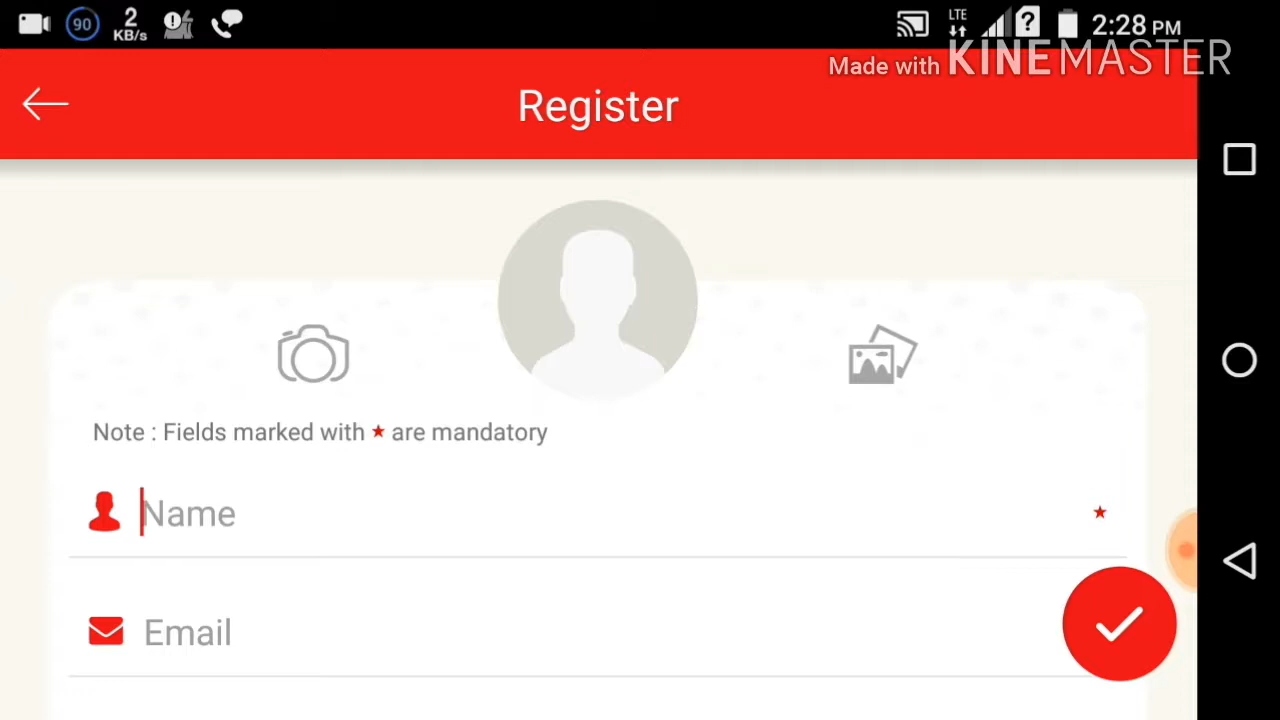 90
2
KB/s
LTE
2:28 PM
Made with KINEMASTER
Register
Note : Fields marked with ★ are mandatory
Name ★
Email